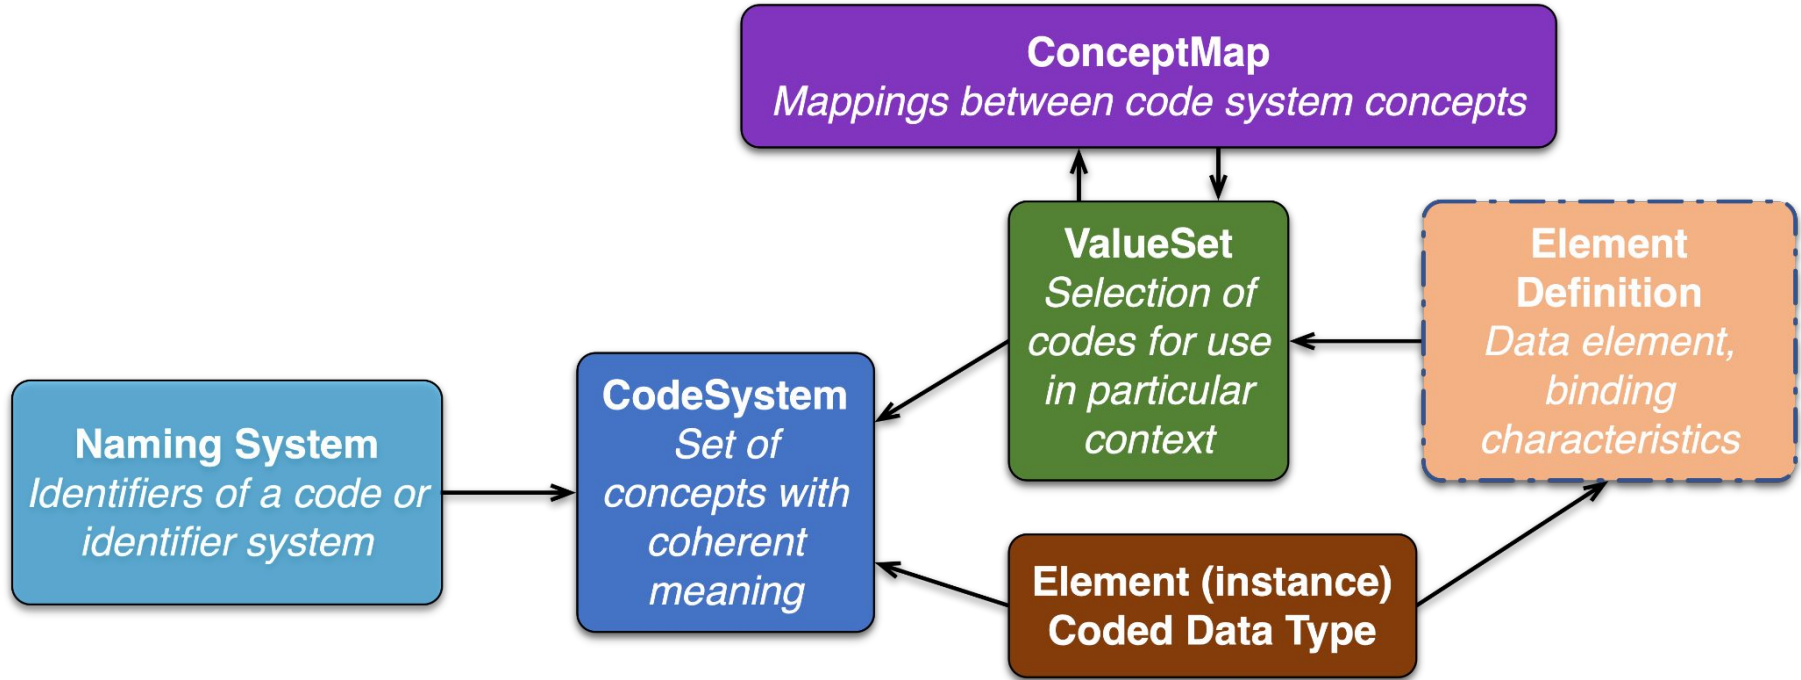 ConceptMap
Mappings between code system concepts
ValueSet
Selection of
codes for use
in particular
context
Element
Definition
Data element,
binding
characteristics
CodeSystem
Set of
concepts with
coherent
meaning
Naming System
Identifiers of a code or
identifier system
Element (instance)
Coded Data Type